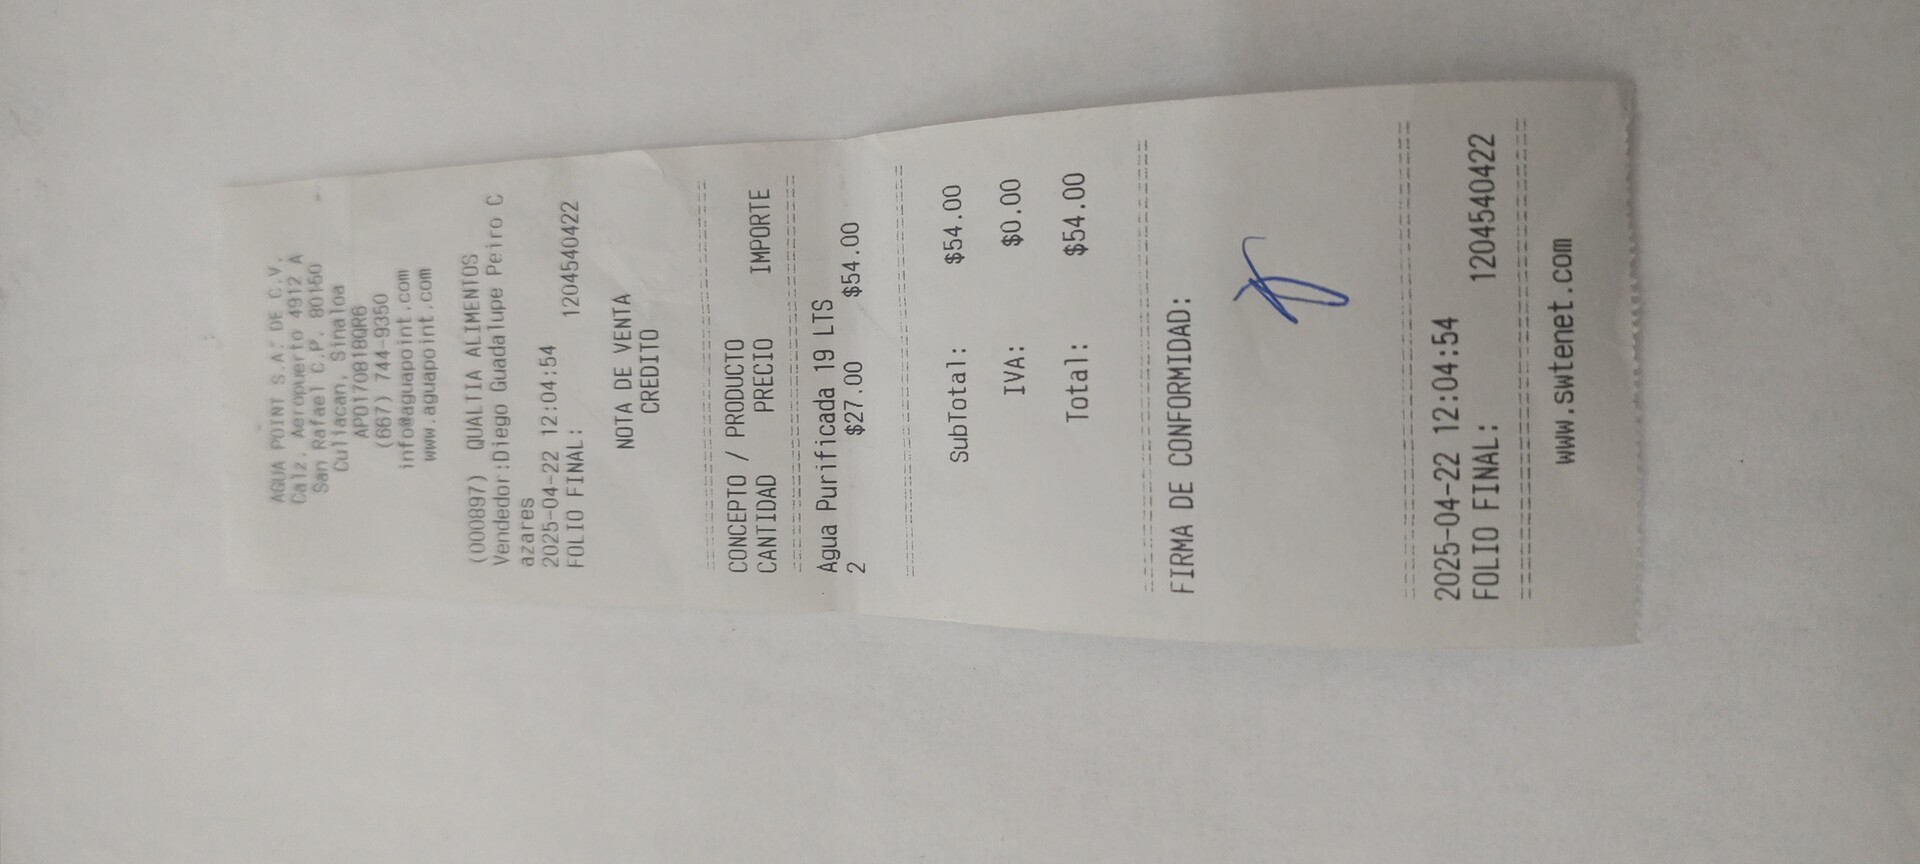 AGUA POINT S.A. DE C.V.
Calz. Aeropuerto 4912 A
San Rafael C.P. 80150
Culiacan, Sinaloa
APO170818QR6
(667) 744-9350
info@aguapoint.com
www.aguapoint.com
(000897) QUALTIA ALIMENTOS
Vendedor:Diego Guadalupe Peiro C
azares
2025-04-22 12:04:54
FOLIO FINAL: 1204540422
NOTA DE VENTA
CREDITO
CONCEPTO / PRODUCTO
CANTIDAD PRECIO IMPORTE
Agua Purificada 19 LTS
2 $27.00 $54.00
SubTotal: $54.00
IVA: $0.00
Total: $54.00
FIRMA DE CONFORMIDAD:
2025-04-22 12:04:54
FOLIO FINAL: 1204540422
www.swtenet.com